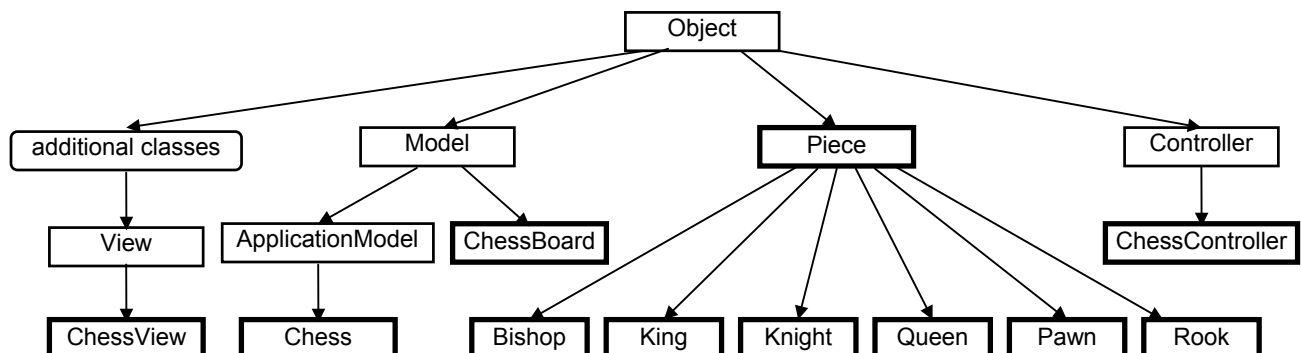 Object
additional classes
Model
Piece
Controller
View
ApplicationModel
ChessBoard
ChessController
ChessView
Chess
Bishop
King
Knight
Queen
Pawn
Rook